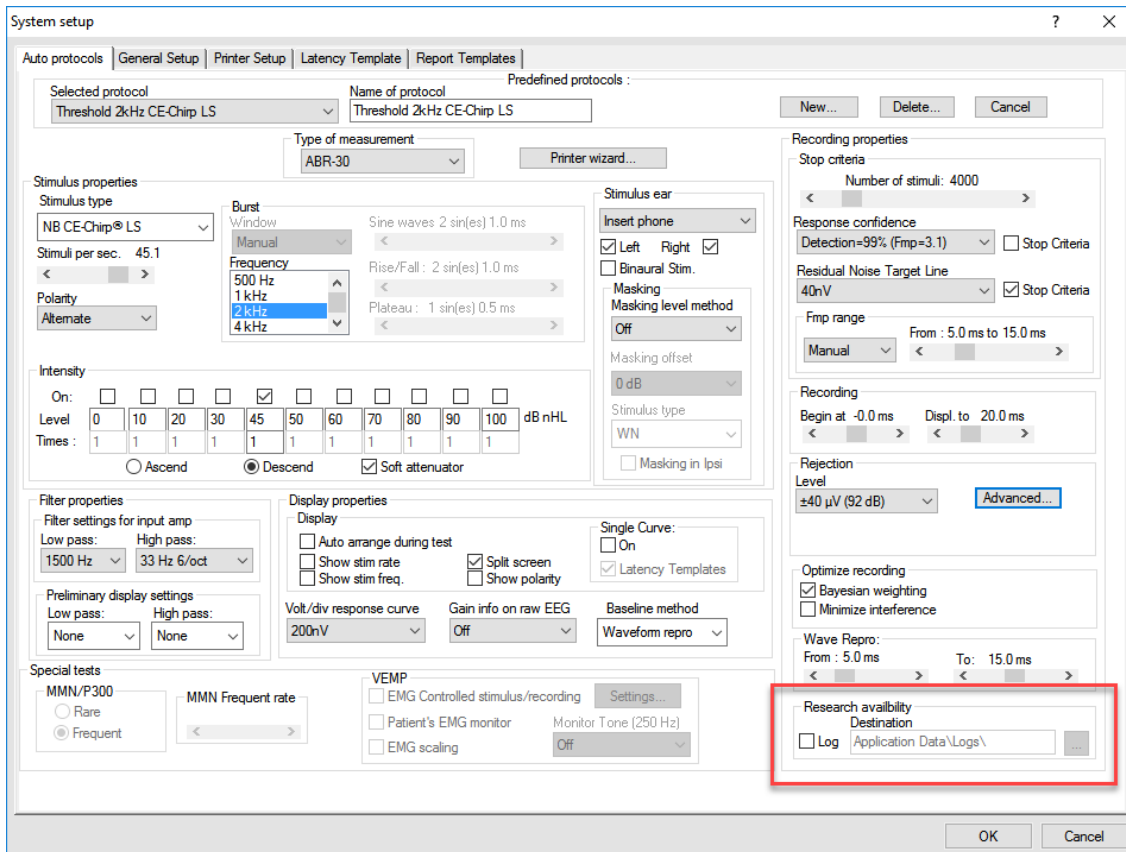 System setup
Auto protocols General Setup Printer Setup Latency Template Report Templates
Predefined protocols :
Selected protocol
Name of protocol
Threshold 2kHz CE-Chirp LS
Threshold 2kHz CE-Chirp LS
New...
Delete...
Cancel
Type of measurement
ABR-30
Printer wizard...
Stimulus properties
Stimulus type
NB CE-Chirp® LS
Stimuli per sec. 45.1
Polarity
Alternate
Burst
Window
Manual
Frequency
500 Hz
1 kHz
2 kHz
4 kHz
Sine waves 2 sin(es) 1.0 ms
Rise/Fall : 2 sin(es) 1.0 ms
Plateau : 1 sin(es) 0.5 ms
Intensity
On:
Level 0 10 20 30 45 50 60 70 80 90 100 dB nHL
Times : 1 1 1 1 1 1 1 1 1 1 1
Ascend
Descend
Soft attenuator
Stimulus ear
Insert phone
Left Right
Binaural Stim.
Masking
Masking level method
Off
Masking offset
0 dB
Stimulus type
WN
Masking in Ipsi
Recording properties
Stop criteria
Number of stimuli: 4000
Response confidence
Detection=99% (Fmp=3.1)
Stop Criteria
Residual Noise Target Line
40nV
Stop Criteria
Fmp range
Manual
From : 5.0 ms to 15.0 ms
Recording
Begin at -0.0 ms Displ. to 20.0 ms
Rejection
Level
±40 µV (92 dB)
Advanced...
Optimize recording
Bayesian weighting
Minimize interference
Wave Repro:
From : 5.0 ms To: 15.0 ms
Research availbility
Destination
Log Application Data\Logs\ ...
Filter properties
Filter settings for input amp
Low pass: High pass:
1500 Hz 33 Hz 6/oct
Preliminary display settings
Low pass: High pass:
None None
Display properties
Display
Auto arrange during test
Show stim rate
Split screen
Show stim freq.
Show polarity
Single Curve:
On
Latency Templates
Volt/div response curve
200nV
Gain info on raw EEG
Off
Baseline method
Waveform repro
Special tests
MMN/P300
Rare
Frequent
MMN Frequent rate
VEMP
EMG Controlled stimulus/recording
Settings...
Patient's EMG monitor
Monitor Tone (250 Hz)
EMG scaling
Off
OK
Cancel